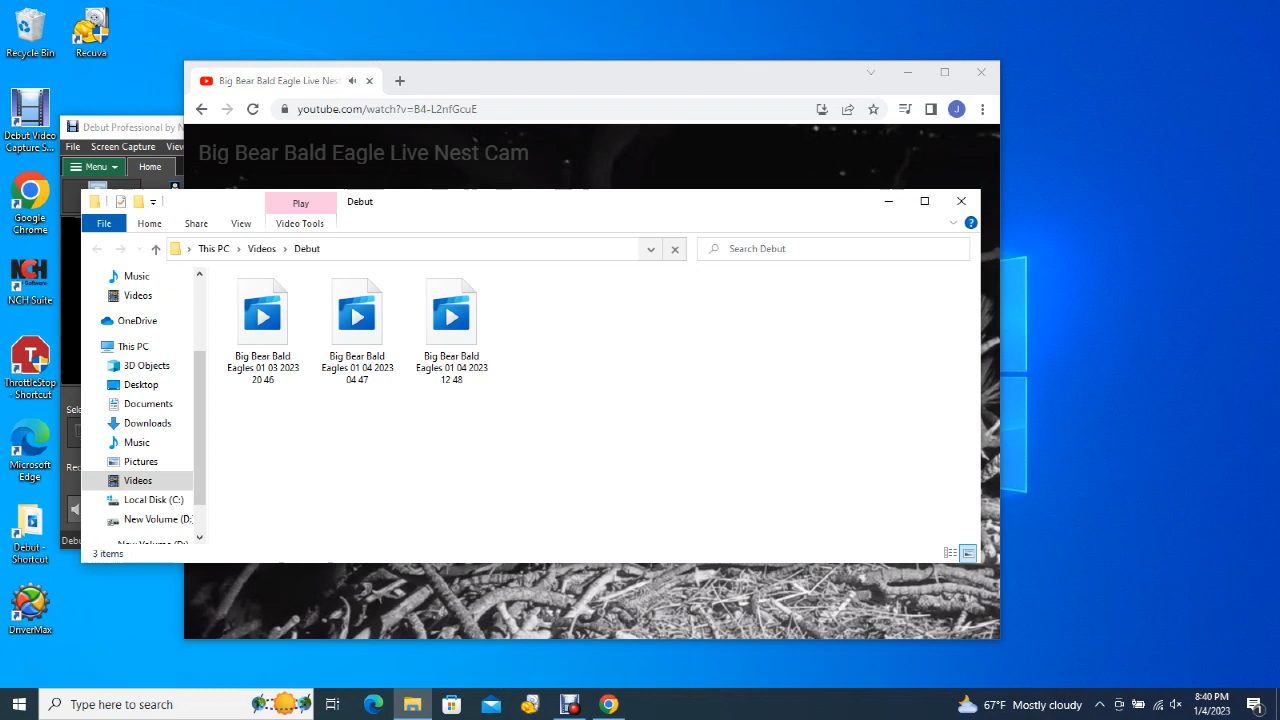 Recycle Bin
Recuva
Debut Video
Capture S...
Google
Chrome
NCH
NCH Suite
ThrottleStop
- Shortcut
Microsoft
Edge
Debut -
Shortcut
DriverMax
Debut Professional by N
File Screen Capture View
Menu Home
Big Bear Bald Eagle Live Nest
youtube.com/watch?v=B4-L2nfGcuE
J
Big Bear Bald Eagle Live Nest Cam
Play Debut
File Home Share View Video Tools
This PC > Videos > Debut
Search Debut
Music
Videos
OneDrive
This PC
3D Objects
Desktop
Documents
Downloads
Music
Pictures
Videos
Local Disk (C:)
New Volume (D:
New Volume (D:)
Big Bear Bald
Eagles 01 03 2023
20 46
Big Bear Bald
Eagles 01 04 2023
04 47
Big Bear Bald
Eagles 01 04 2023
12 48
3 items
Type here to search
67°F Mostly cloudy
8:40 PM
1/4/2023
1